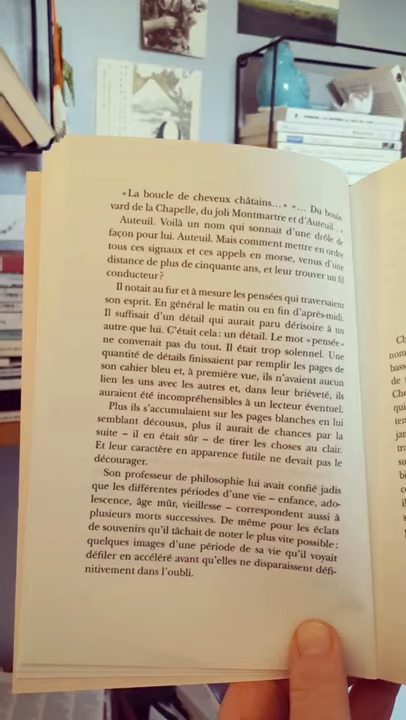 «La boucle de cheveux châtains...» «... Du boule-
vard de la Chapelle, du joli Montmartre et d'Auteuil...»
Auteuil. Voilà un nom qui sonnait d'une drôle de
façon pour lui. Auteuil. Mais comment mettre en ordre
tous ces signaux et ces appels en morse, venus d'une
distance de plus de cinquante ans, et leur trouver un fil
conducteur?
Il notait au fur et à mesure les pensées qui traversaient
son esprit. En général le matin ou en fin d'après-midi.
Il suffisait d'un détail qui aurait paru dérisoire à un
autre que lui. C'était cela : un détail. Le mot «pensée»
ne convenait pas du tout. Il était trop solennel. Une
quantité de détails finissaient par remplir les pages de
son cahier bleu et, à première vue, ils n'avaient aucun
lien les uns avec les autres et, dans leur brièveté, ils
auraient été incompréhensibles à un lecteur éventuel.
Plus ils s'accumulaient sur les pages blanches en lui
semblant décousus, plus il aurait de chances par la
suite – il en était sûr – de tirer les choses au clair.
Et leur caractère en apparence futile ne devait pas le
décourager.
Son professeur de philosophie lui avait confié jadis
que les différentes périodes d'une vie – enfance, ado-
lescence, âge mûr, vieillesse – correspondent aussi à
plusieurs morts successives. De même pour les éclats
de souvenirs qu'il tâchait de noter le plus vite possible :
quelques images d'une période de sa vie qu'il voyait
défiler en accéléré avant qu'elles ne disparaissent défi-
nitivement dans l'oubli.